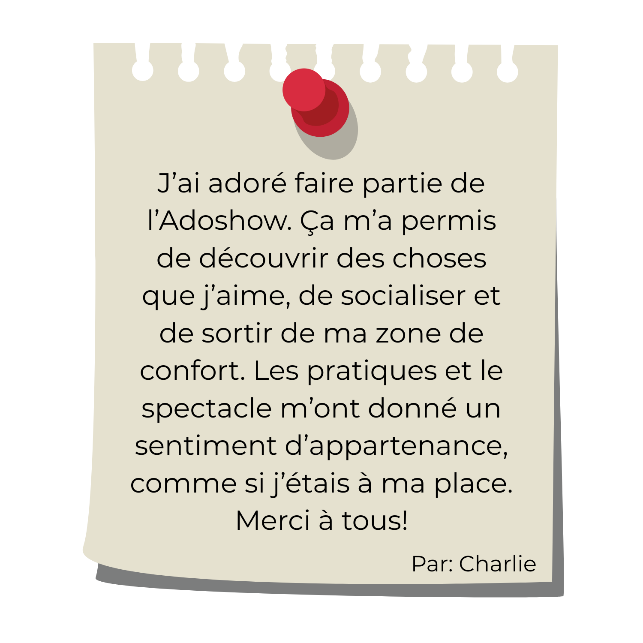 J’ai adoré faire partie de
l’Adoshow. Ça m’a permis
de découvrir des choses
que j’aime, de socialiser et
de sortir de ma zone de
confort. Les pratiques et le
spectacle m’ont donné un
sentiment d’appartenance,
comme si j’étais à ma place.
Merci à tous!
Par: Charlie